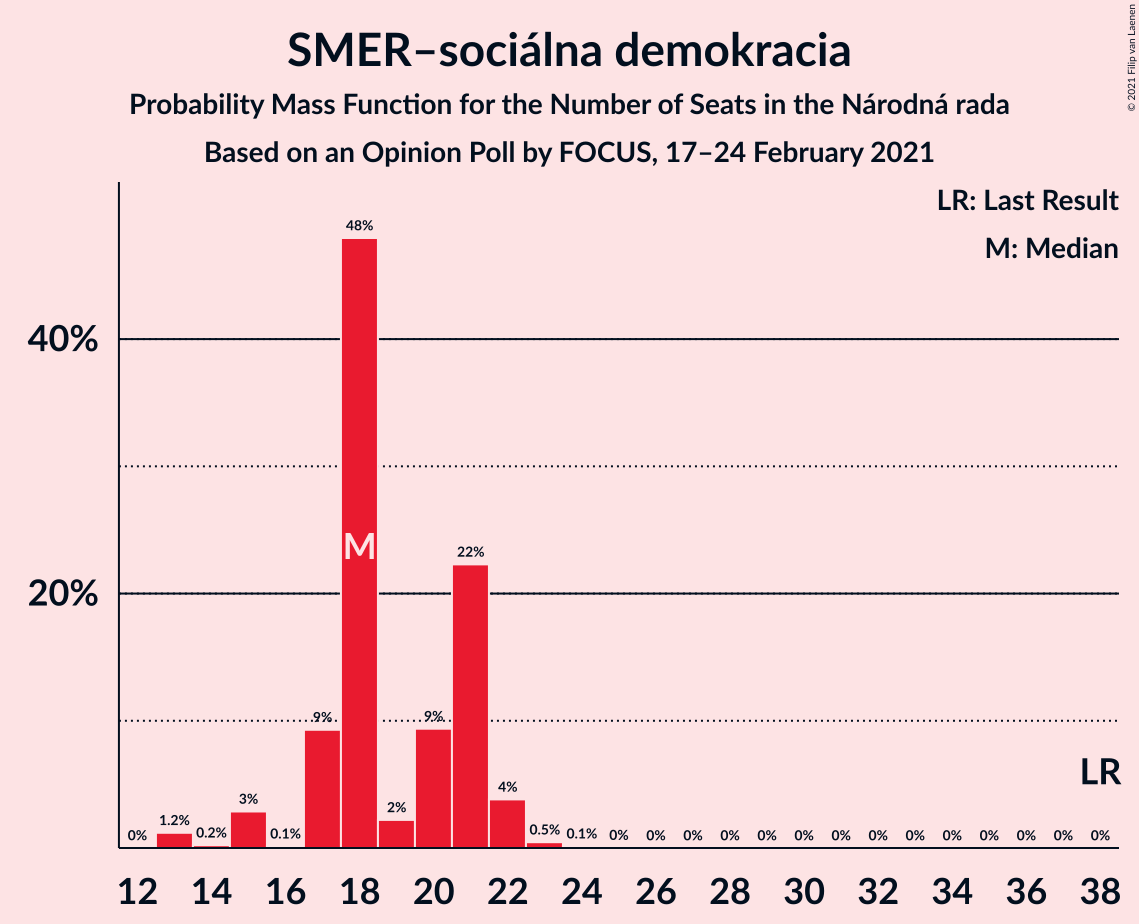 SMER–sociálna demokracia
Probability Mass Function for the Number of Seats in the Národná rada
Based on an Opinion Poll by FOCUS, 17–24 February 2021
© 2021 Filip van Laenen
LR: Last Result
M: Median
40%
20%
0% 1.2% 0.2% 3% 0.1% 9% 48% 2% 9% 22% 4% 0.5% 0.1% 0% 0% 0% 0% 0% 0% 0% 0% 0% 0% 0% 0% 0% 0%
M
LR
12 14 16 18 20 22 24 26 28 30 32 34 36 38